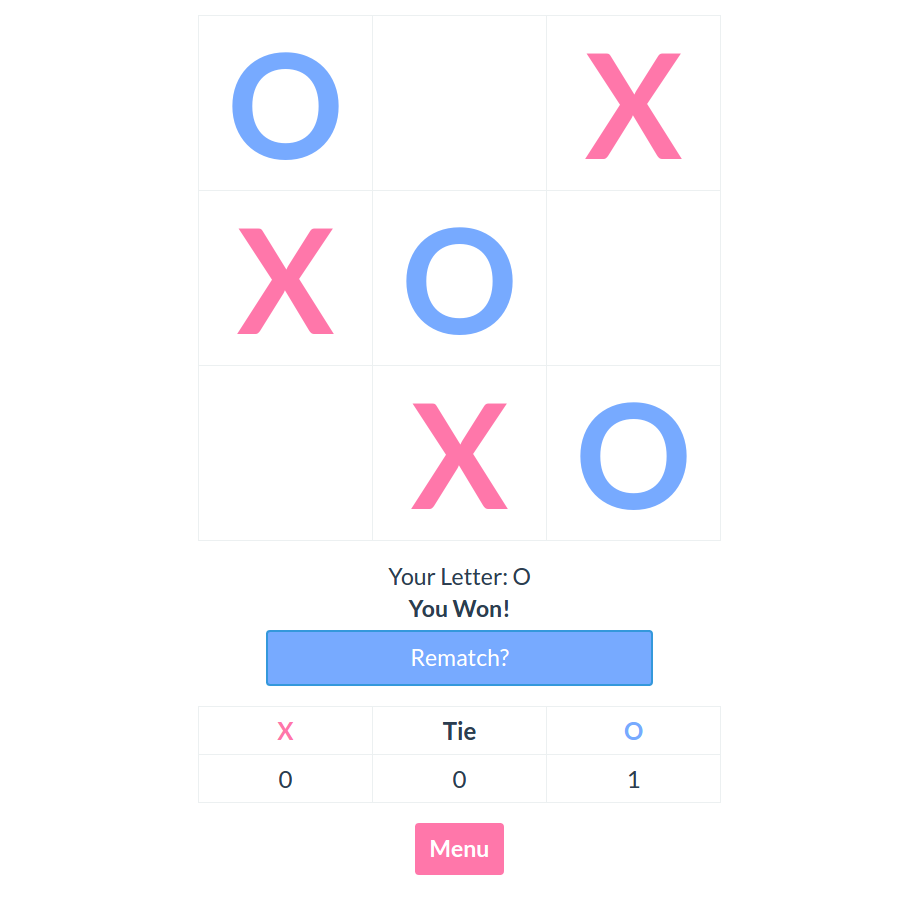 O X
X O
X O
Your Letter: O
You Won!
Rematch?
X Tie O
0 0 1
Menu